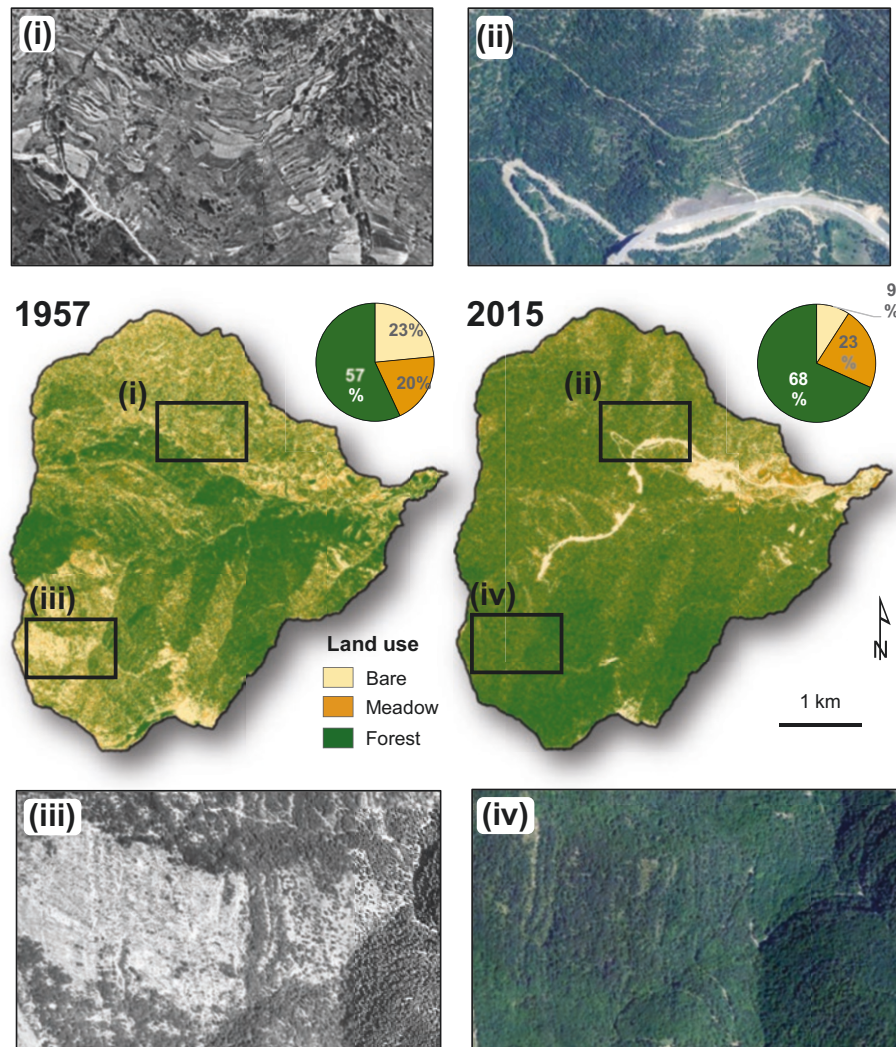 (i)
(ii)
1957
23%
57
%
20%
2015
9
%
23
%
68
%
(i)
(ii)
(iii)
(iv)
Land use
Bare
Meadow
Forest
N
1 km
(iii)
(iv)